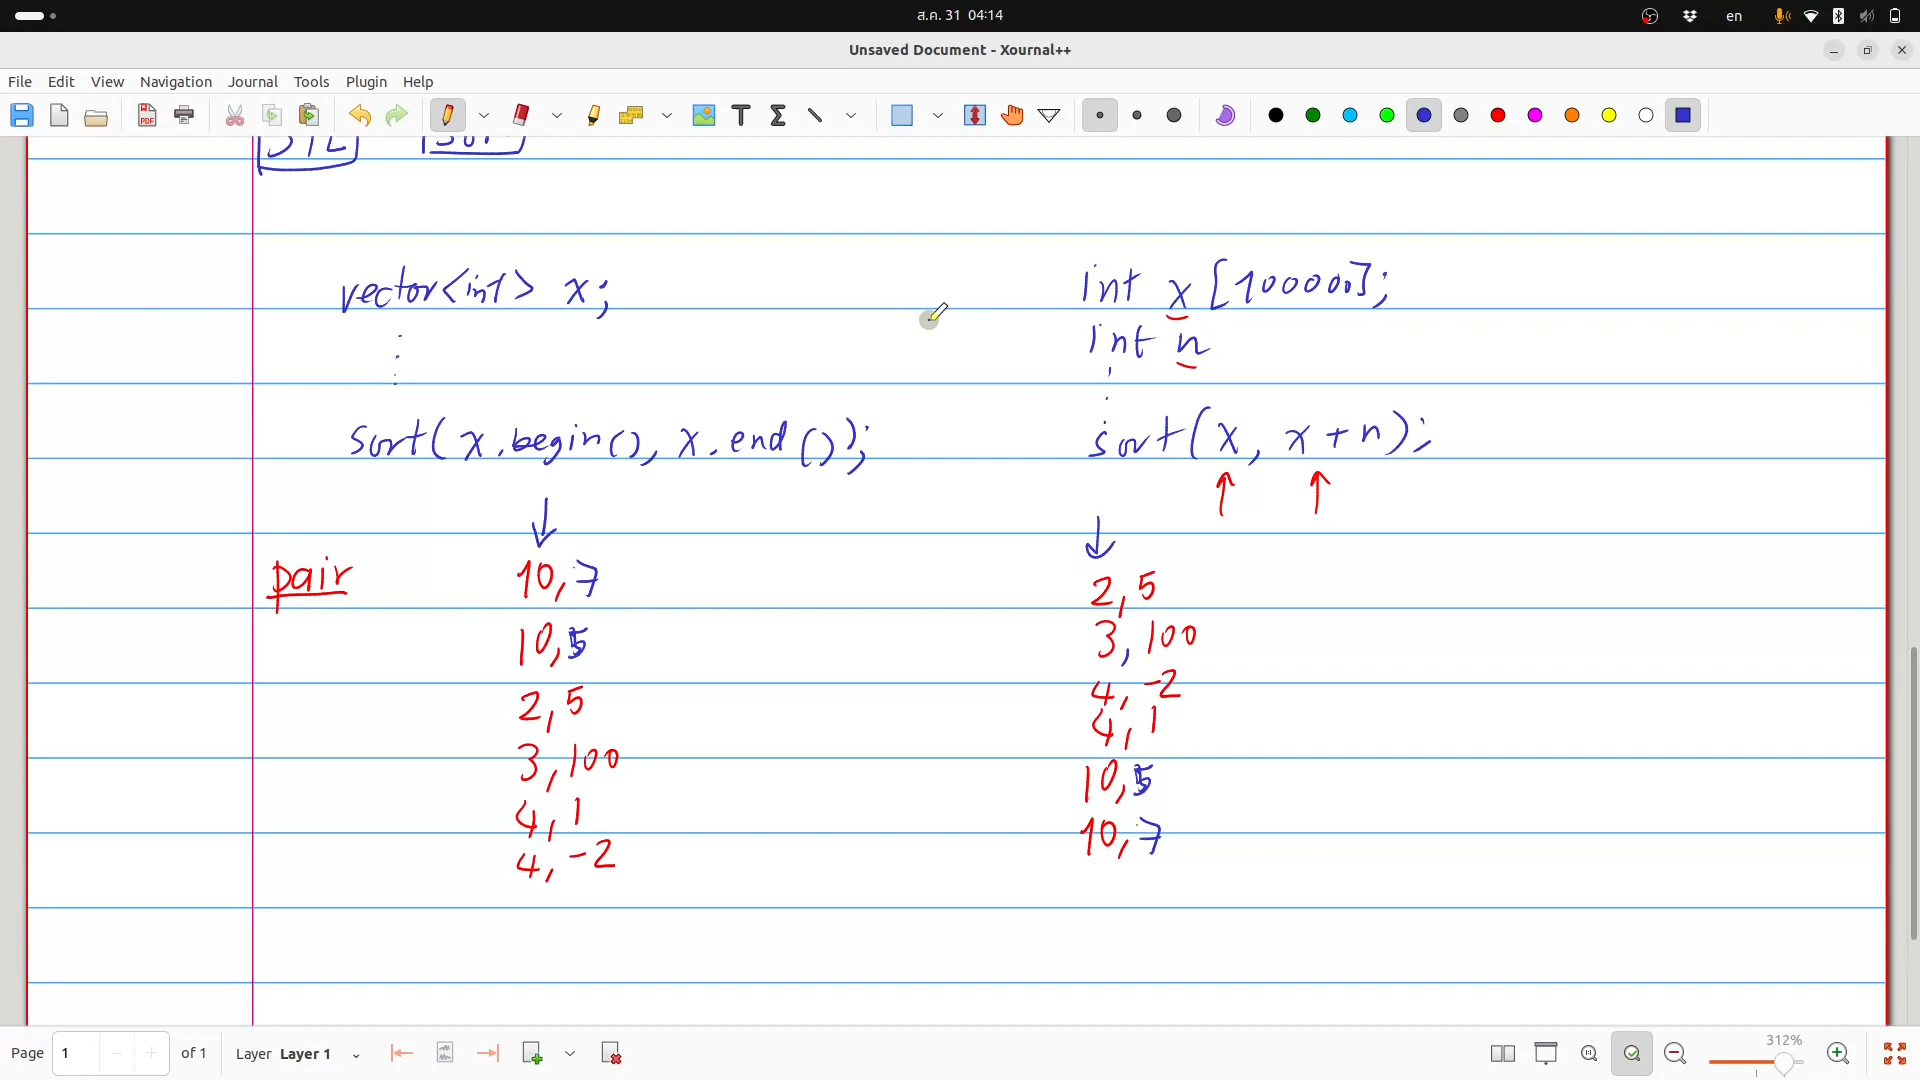 ส.ค. 31 04:14
en
Unsaved Document - Xournal++
File Edit View Navigation Journal Tools Plugin Help
STL
vector<int> x;
sort(x.begin(), x.end());
int x[100000];
int n
sort(x, x+n);
pair
10, 7
10, 5
2, 5
3, 100
4, 1
4, -2
2, 5
3, 100
4, -2
4, 1
10, 5
10, 7
Page 1 of 1 Layer Layer 1
312%